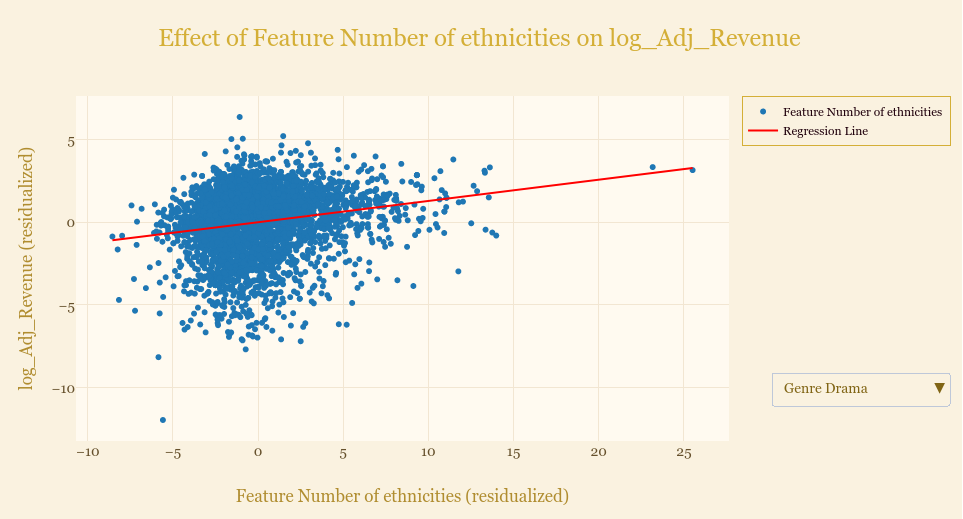 Effect of Feature Number of ethnicities on log_Adj_Revenue
Feature Number of ethnicities
Regression Line
5
0
−5
−10
log_Adj_Revenue (residualized)
−10 −5 0 5 10 15 20 25
Feature Number of ethnicities (residualized)
Genre Drama